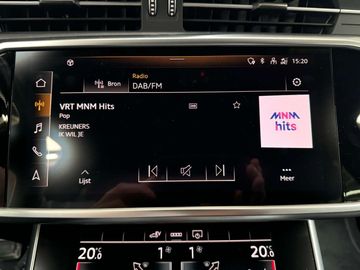 15:20
Bron
Radio
DAB/FM
VRT MNM Hits
Pop
KREUNERS
IK WIL JE
MNM
hits
Lijst
Meer
20.0 °C
1
1
20.0 °C